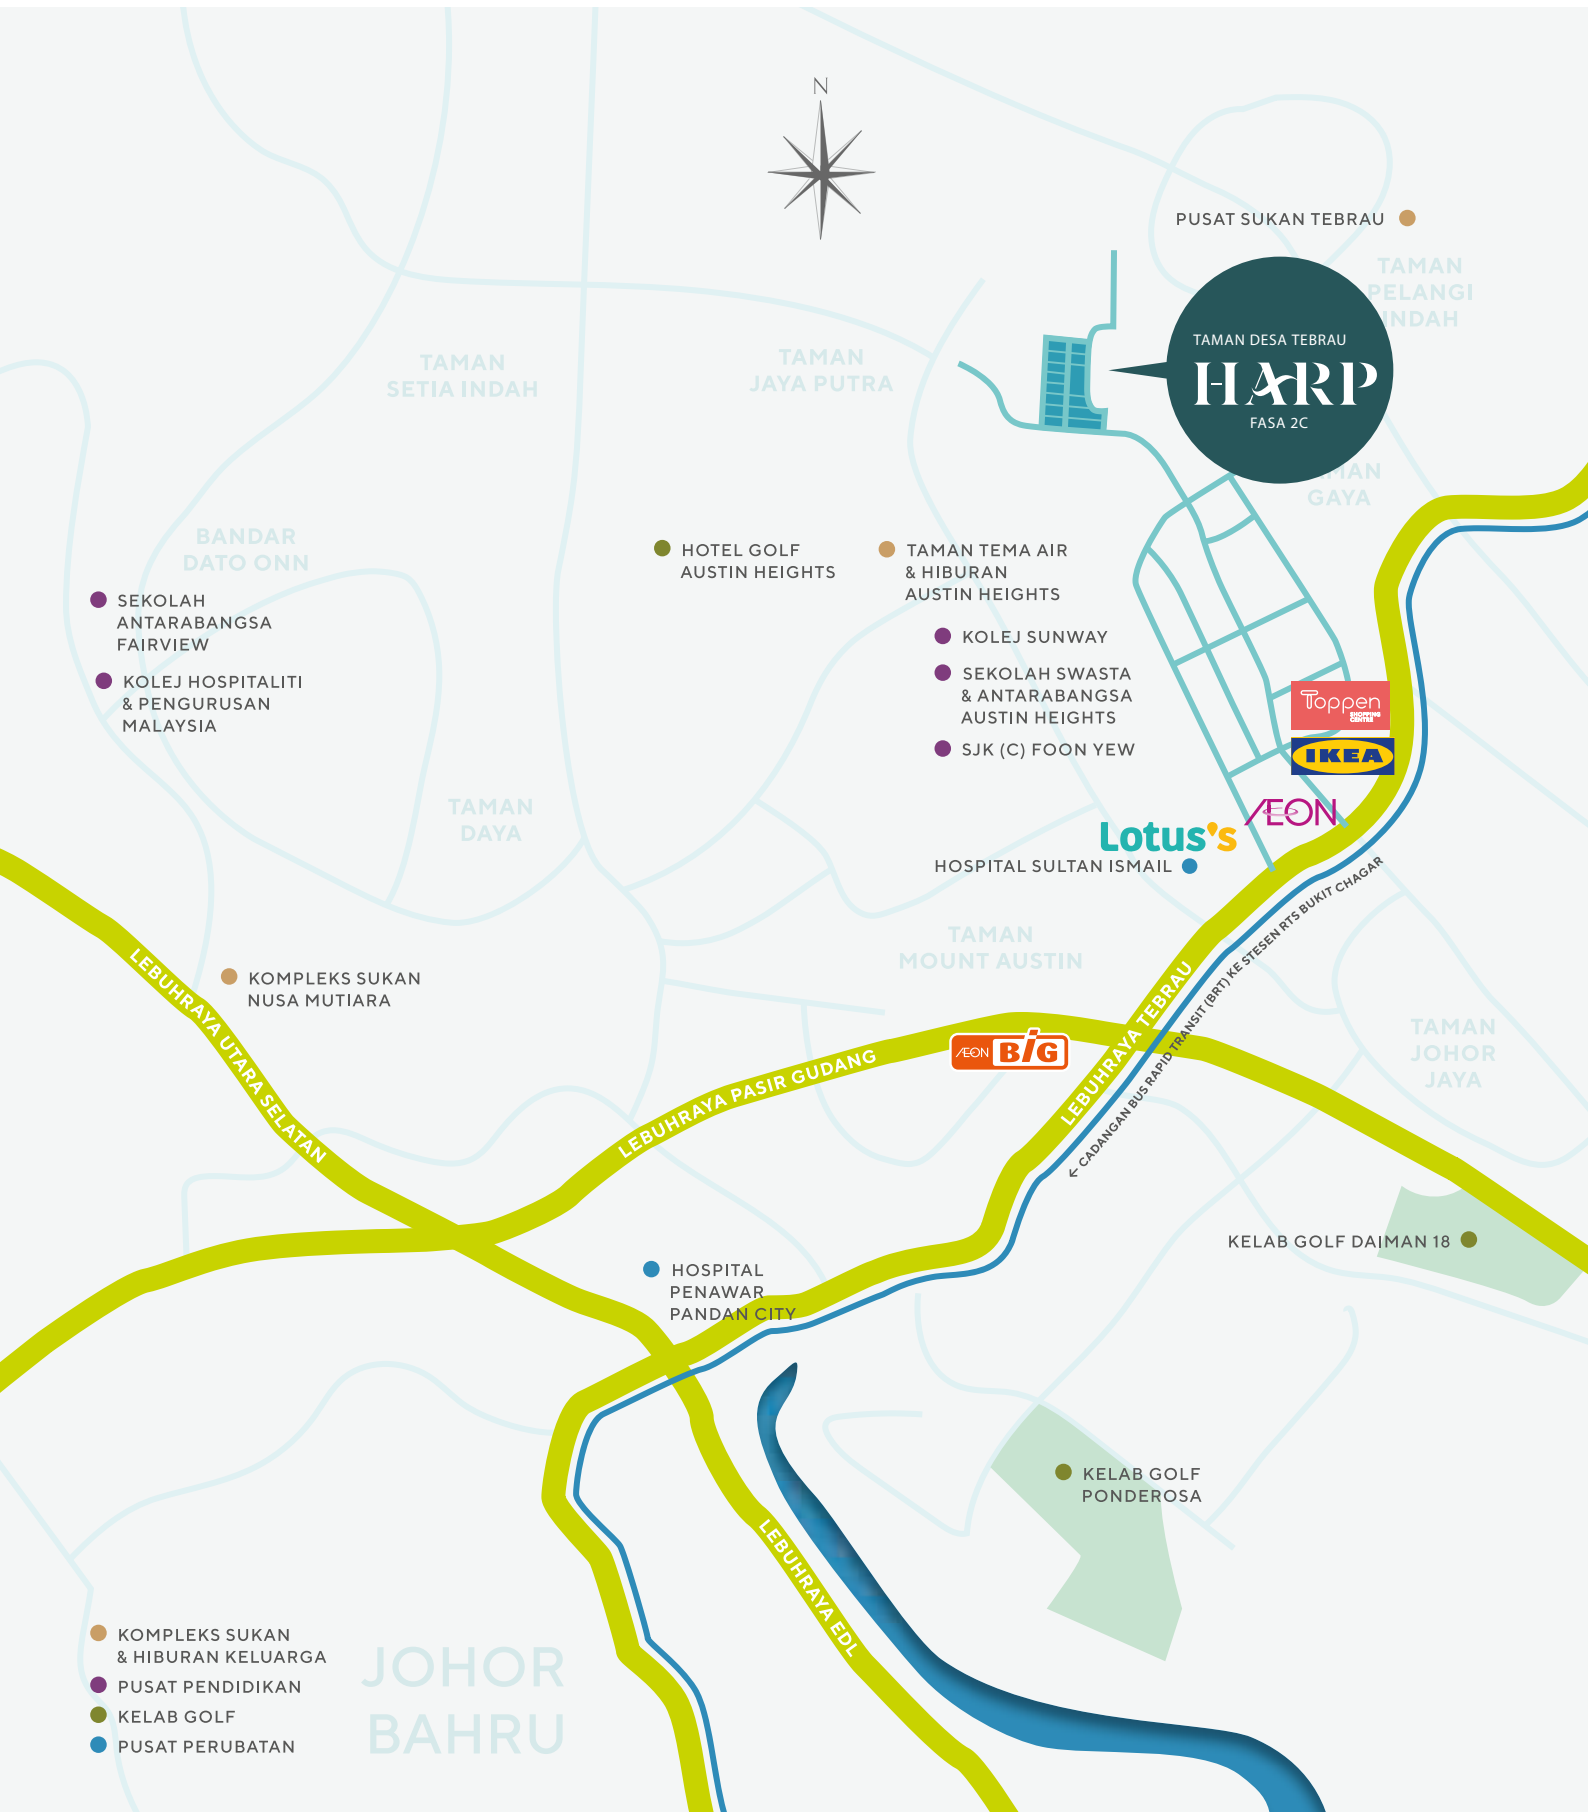 N
PUSAT SUKAN TEBRAU
TAMAN
PELANGI
INDAH
TAMAN DESA TEBRAU
HARP
FASA 2C
TAMAN
SETIA INDAH
TAMAN
JAYA PUTRA
GAYA
BANDAR
DATO ONN
HOTEL GOLF
AUSTIN HEIGHTS
TAMAN TEMA AIR
& HIBURAN
AUSTIN HEIGHTS
SEKOLAH
ANTARABANGSA
FAIRVIEW
KOLEJ SUNWAY
KOLEJ HOSPITALITI
& PENGURUSAN
MALAYSIA
SEKOLAH SWASTA
& ANTARABANGSA
AUSTIN HEIGHTS
SJK (C) FOON YEW
Toppen
SHOPPING
CENTRE
IKEA
TAMAN
DAYA
ÆON
Lotus's
HOSPITAL SULTAN ISMAIL
TAMAN
MOUNT AUSTIN
KOMPLEKS SUKAN
NUSA MUTIARA
LEBUHRAYA UTARA SELATAN
LEBUHRAYA PASIR GUDANG
ÆON BiG
LEBUHRAYA TEBRAU
← CADANGAN BUS RAPID TRANSIT (BRT) KE STESEN RTS BUKIT CHAGAR
TAMAN
JOHOR
JAYA
KELAB GOLF DAIMAN 18
HOSPITAL
PENAWAR
PANDAN CITY
KELAB GOLF
PONDEROSA
LEBUHRAYA EDL
KOMPLEKS SUKAN
& HIBURAN KELUARGA
PUSAT PENDIDIKAN
KELAB GOLF
PUSAT PERUBATAN
JOHOR
BAHRU